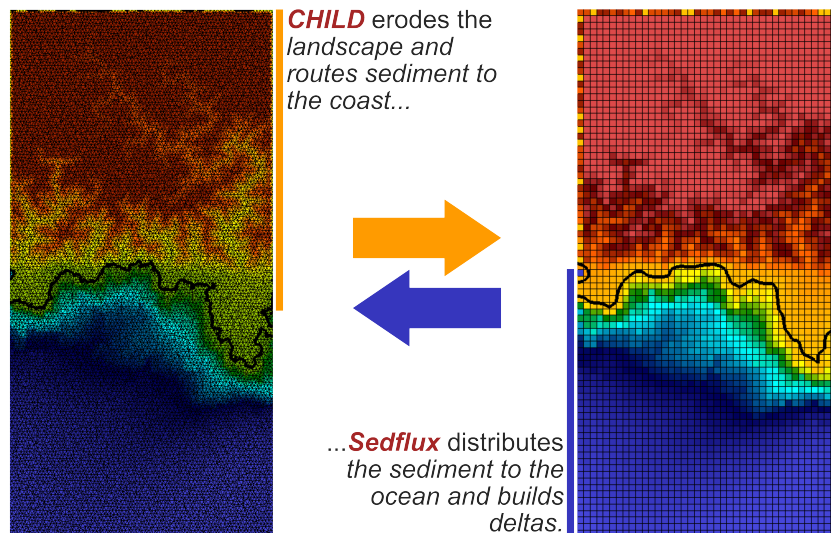 CHILD erodes the
landscape and
routes sediment to
the coast...
...Sedflux distributes
the sediment to the
ocean and builds
deltas.